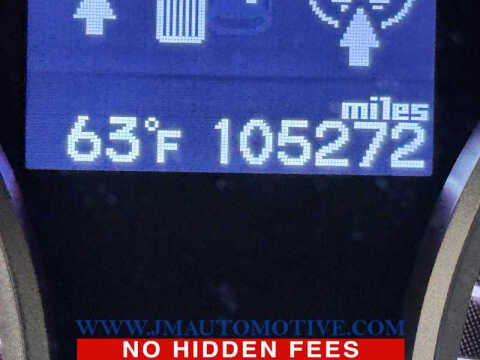 miles
63°F 105272
WWW.JMAUTOMOTIVE.COM
NO HIDDEN FEES